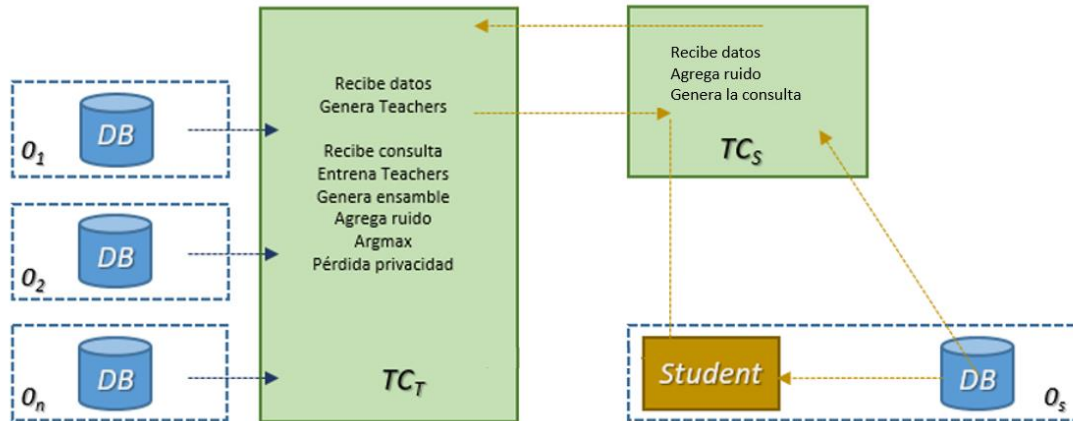 DB
O1
DB
O2
DB
On
Recibe datos
Genera Teachers
Recibe consulta
Entrena Teachers
Genera ensamble
Agrega ruido
Argmax
Pérdida privacidad
TCT
Recibe datos
Agrega ruido
Genera la consulta
TCS
Student
DB
Os